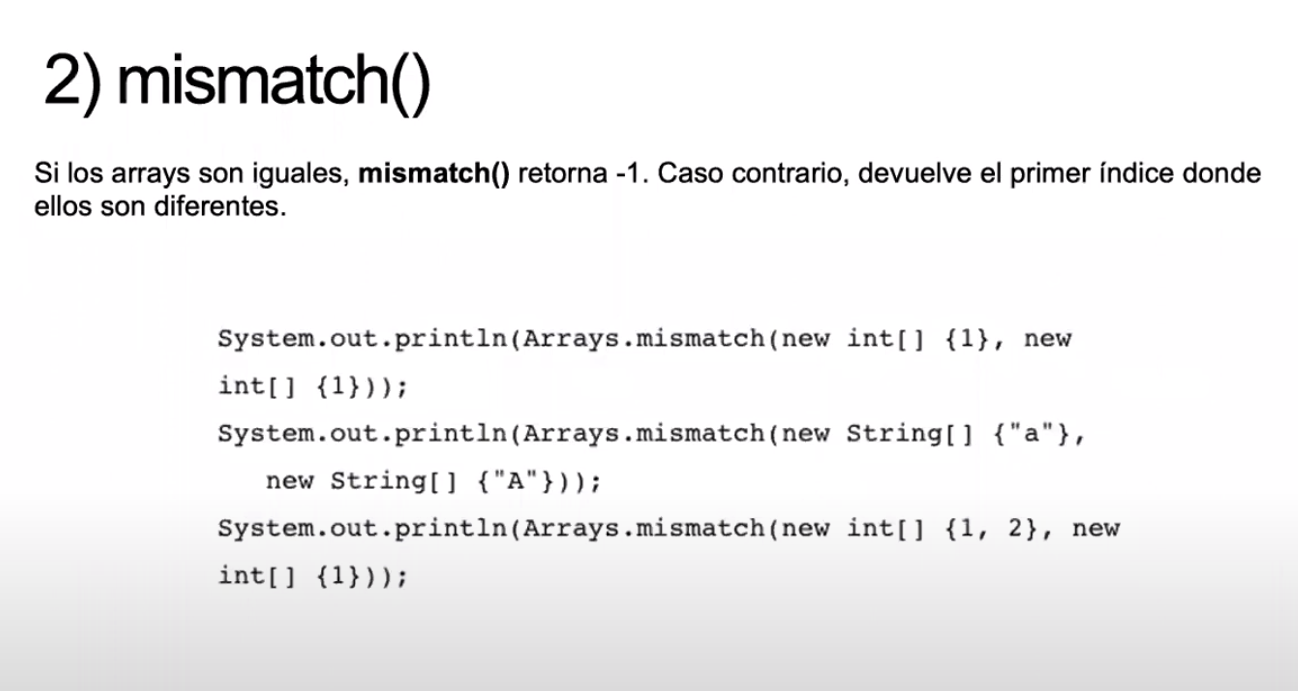 2) mismatch()
Si los arrays son iguales, mismatch() retorna -1. Caso contrario, devuelve el primer índice donde
ellos son diferentes.
System.out.println(Arrays.mismatch(new int[] {1}, new
int[] {1}));
System.out.println(Arrays.mismatch(new String[] {"a"},
new String[] {"A"}));
System.out.println(Arrays.mismatch(new int[] {1, 2}, new
int[] {1}));